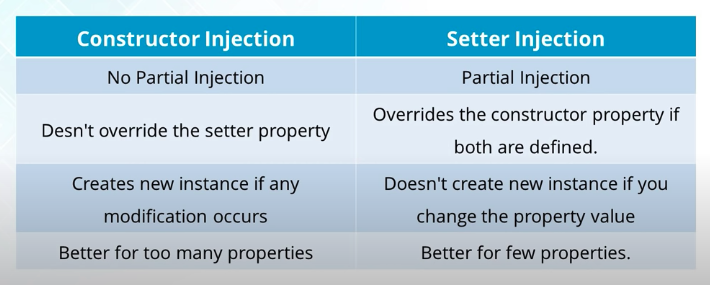 Constructor Injection
Setter Injection
No Partial Injection
Partial Injection
Desn't override the setter property
Overrides the constructor property if
both are defined.
Creates new instance if any
modification occurs
Doesn't create new instance if you
change the property value
Better for too many properties
Better for few properties.